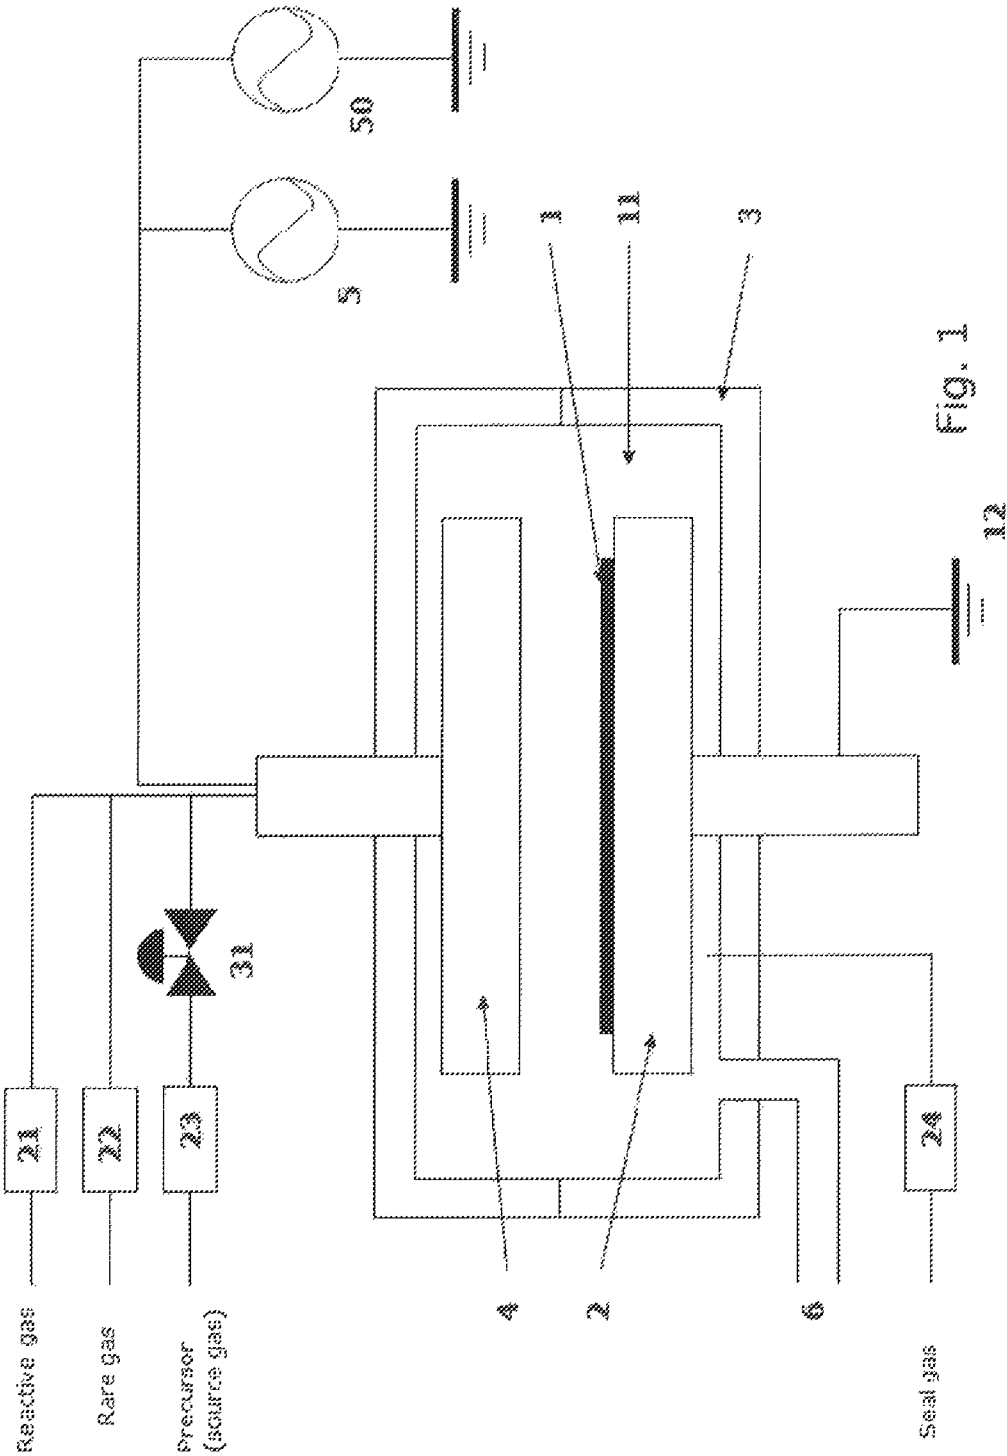 Reactive gas
21
Rare gas
22
Precursor
(source gas)
23
31
5
50
4
1
2
11
3
6
Seal gas
24
12
Fig. 1